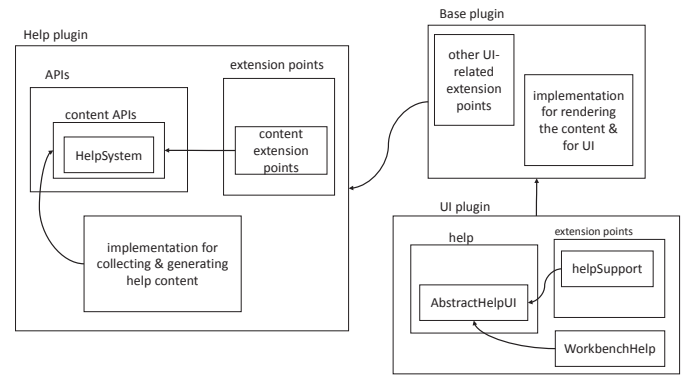 Help plugin
APIs
content APIs
HelpSystem
extension points
content
extension
points
implementation for
collecting & generating
help content
Base plugin
other UI-
related
extension
points
implementation
for rendering
the content &
for UI
UI plugin
help
AbstractHelpUI
extension points
helpSupport
WorkbenchHelp